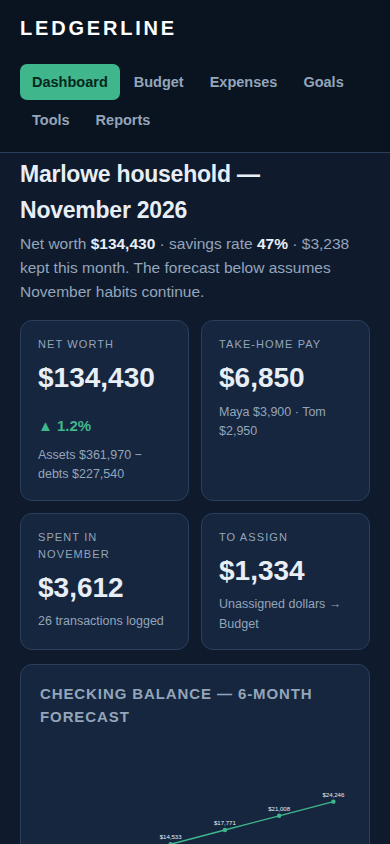 LEDGERLINE
Dashboard Budget Expenses Goals
Tools Reports
Marlowe household —
November 2026
Net worth $134,430 · savings rate 47% · $3,238
kept this month. The forecast below assumes
November habits continue.
NET WORTH
$134,430
▲ 1.2%
Assets $361,970 −
debts $227,540
TAKE-HOME PAY
$6,850
Maya $3,900 · Tom
$2,950
SPENT IN
NOVEMBER
$3,612
26 transactions logged
TO ASSIGN
$1,334
Unassigned dollars →
Budget
CHECKING BALANCE — 6-MONTH
FORECAST
$24,246
$21,008
$17,771
$14,533